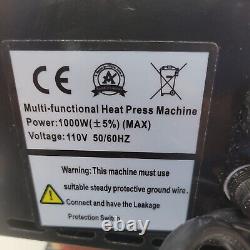 CE
Multi-functional Heat Press Machine
Power:1000W(±5%) (MAX)
Voltage: 110V 50/60HZ
Warning: This machine must use
suitable steady protective ground wire.
Connect and have the Leakage
Protection Switch.